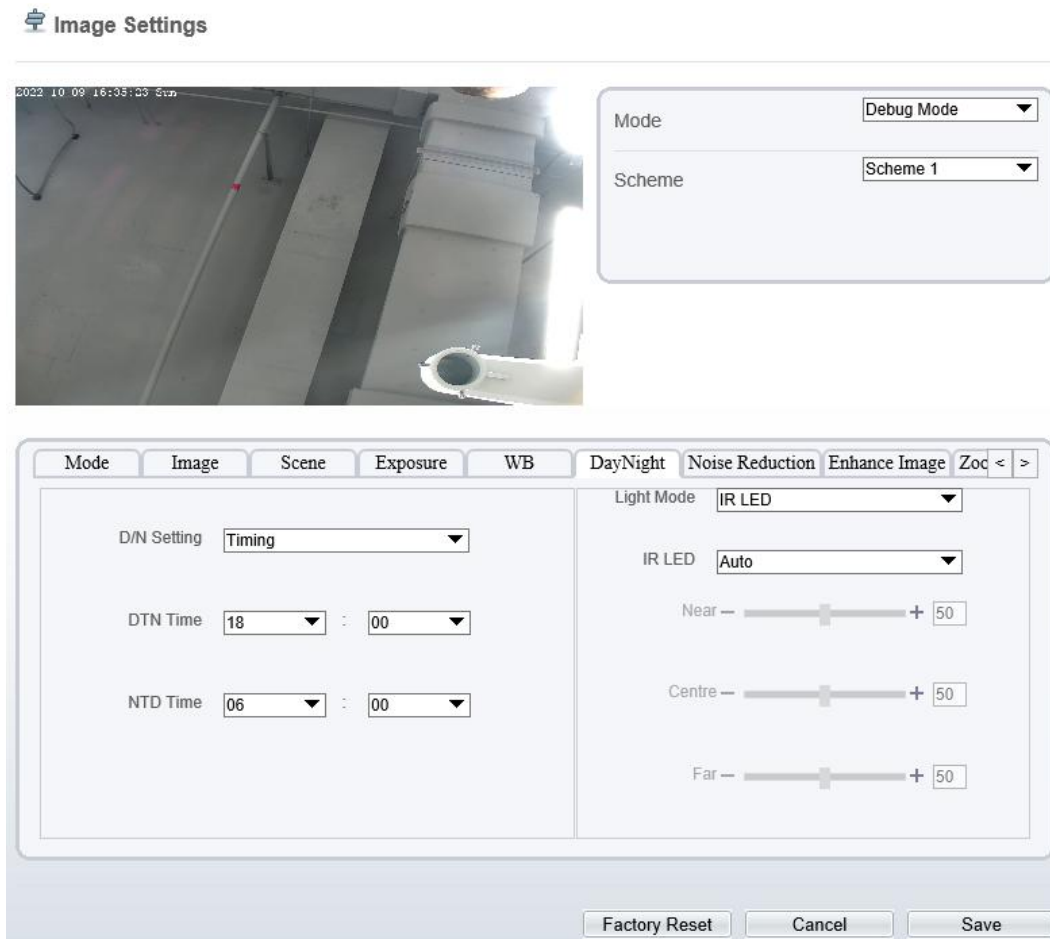 Image Settings
2022-10-09 16:35:23 Sun
Mode Debug Mode
Scheme Scheme 1
Mode Image Scene Exposure WB DayNight Noise Reduction Enhance Image Zoc < >
Light Mode IR LED
D/N Setting Timing
IR LED Auto
Near 50
DTN Time 18 : 00
Centre 50
NTD Time 06 : 00
Far 50
Factory Reset Cancel Save